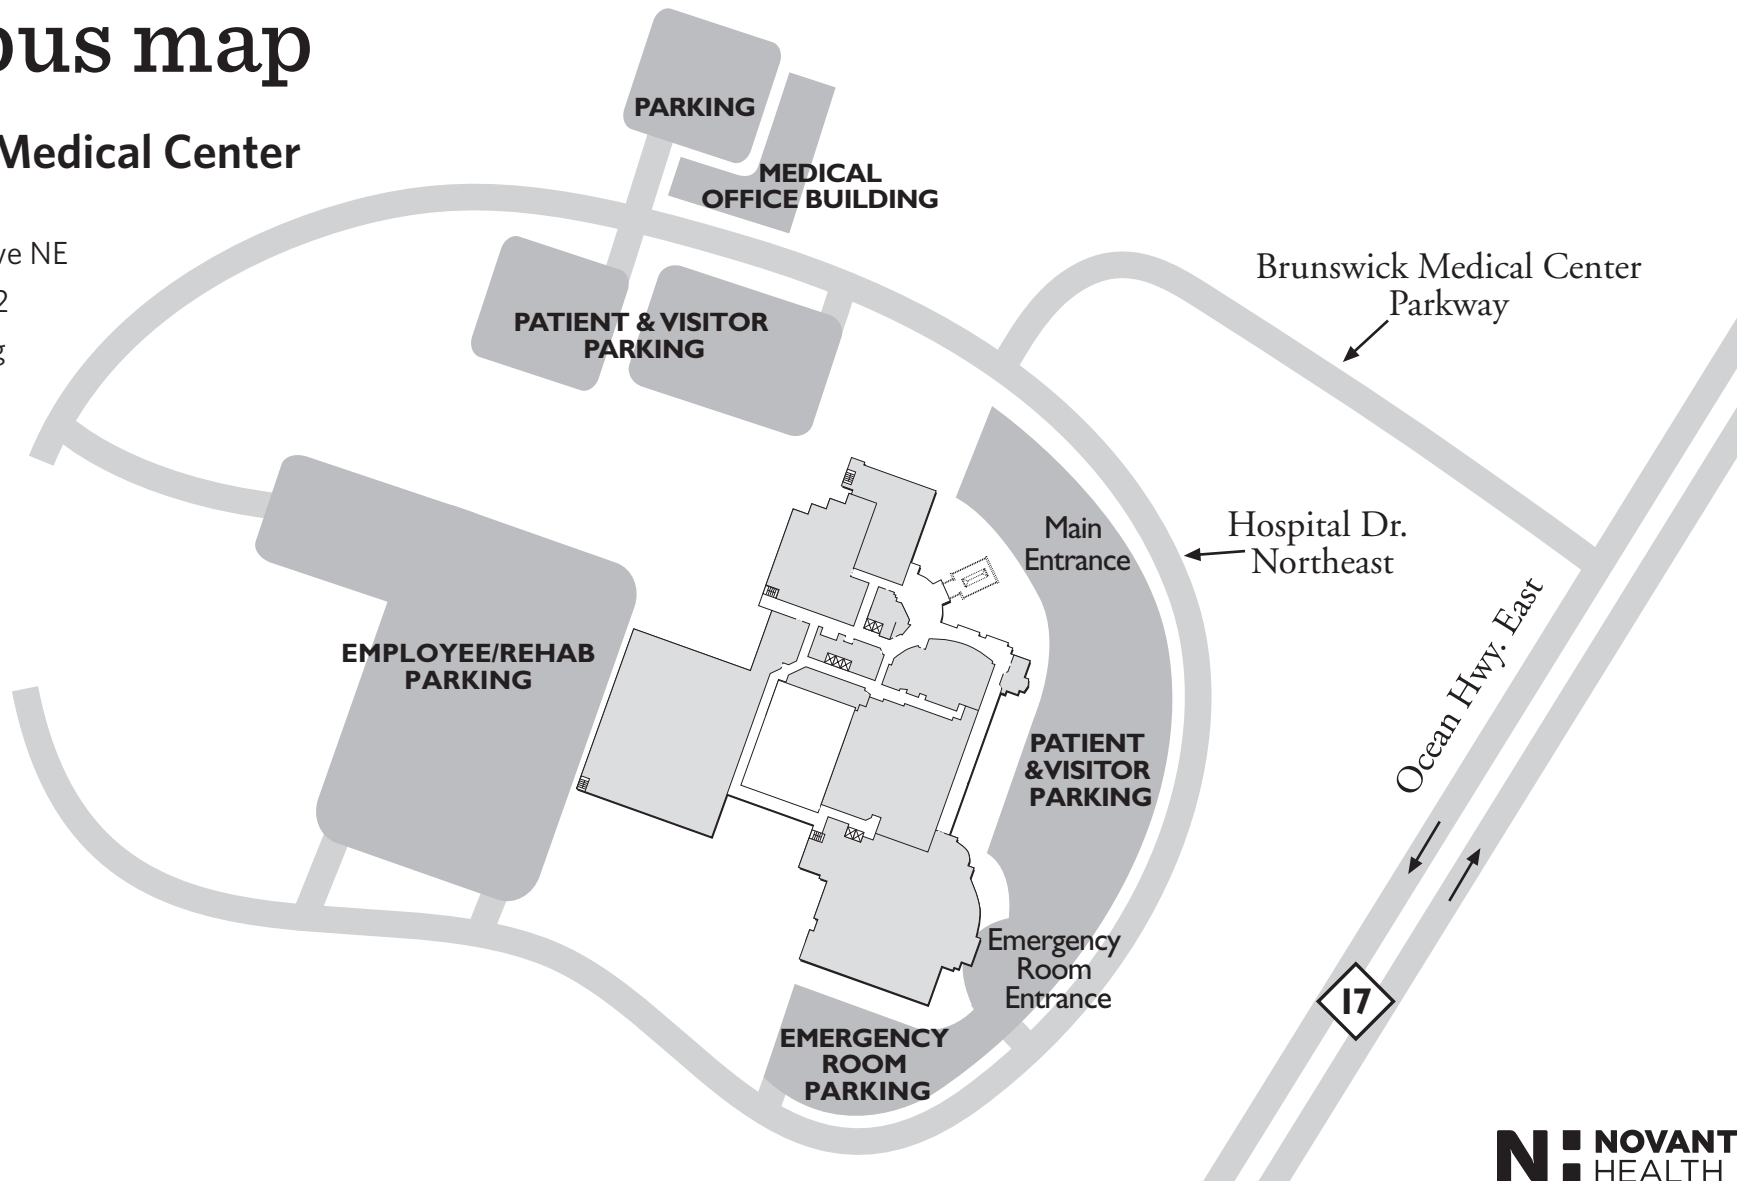 ous map
Medical Center
ve NE
2
g
PARKING
MEDICAL
OFFICE BUILDING
PATIENT & VISITOR
PARKING
Brunswick Medical Center
Parkway
Main
Entrance
Hospital Dr.
Northeast
EMPLOYEE/REHAB
PARKING
Ocean Hwy. East
PATIENT
&VISITOR
PARKING
Emergency
Room
Entrance
17
EMERGENCY
ROOM
PARKING
NOVANT
HEALTH